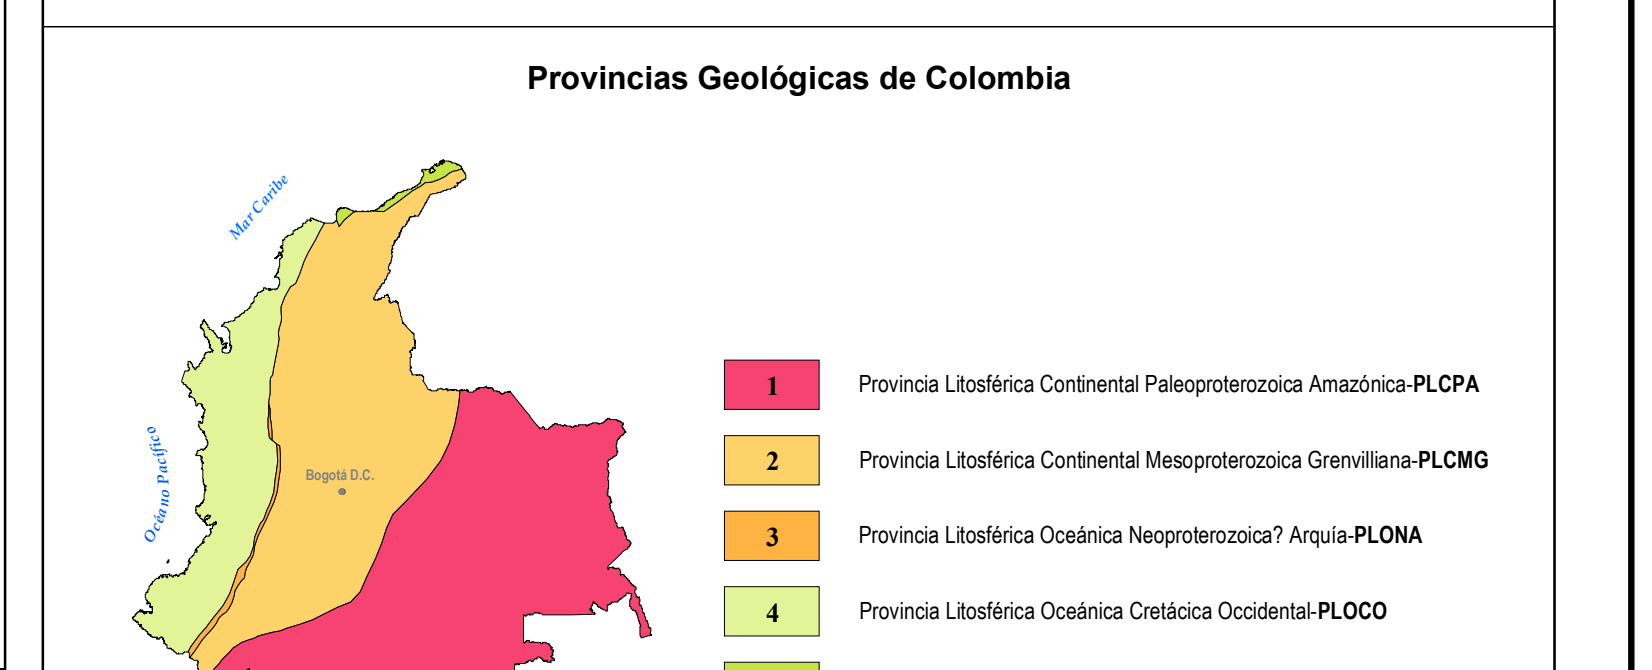 Provincias Geológicas de Colombia
Mar Caribe
Océano Pacífico
Bogotá D.C.
1 Provincia Litosférica Continental Paleoproterozoica Amazónica-PLCPA
2 Provincia Litosférica Continental Mesoproterozoica Grenvilliana-PLCMG
3 Provincia Litosférica Oceánica Neoproterozoica? Arquía-PLONA
4 Provincia Litosférica Oceánica Cretácica Occidental-PLOCO